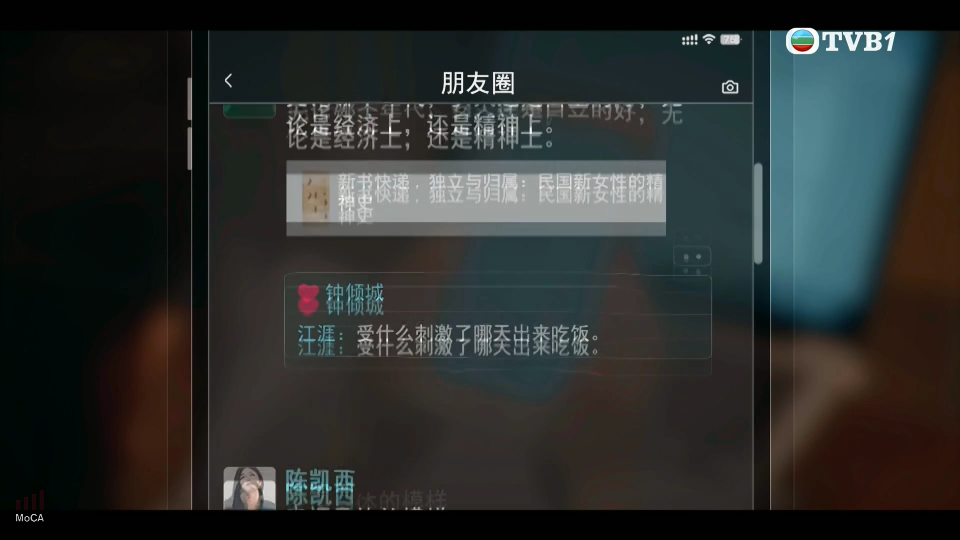 TVB1
朋友圈
论是经济上，还是精神上。
新书快递，独立与归属：民国新女性的精
神史
钟倾城
江涯：受什么刺激了哪天出来吃饭。
陈凯西
MoCA